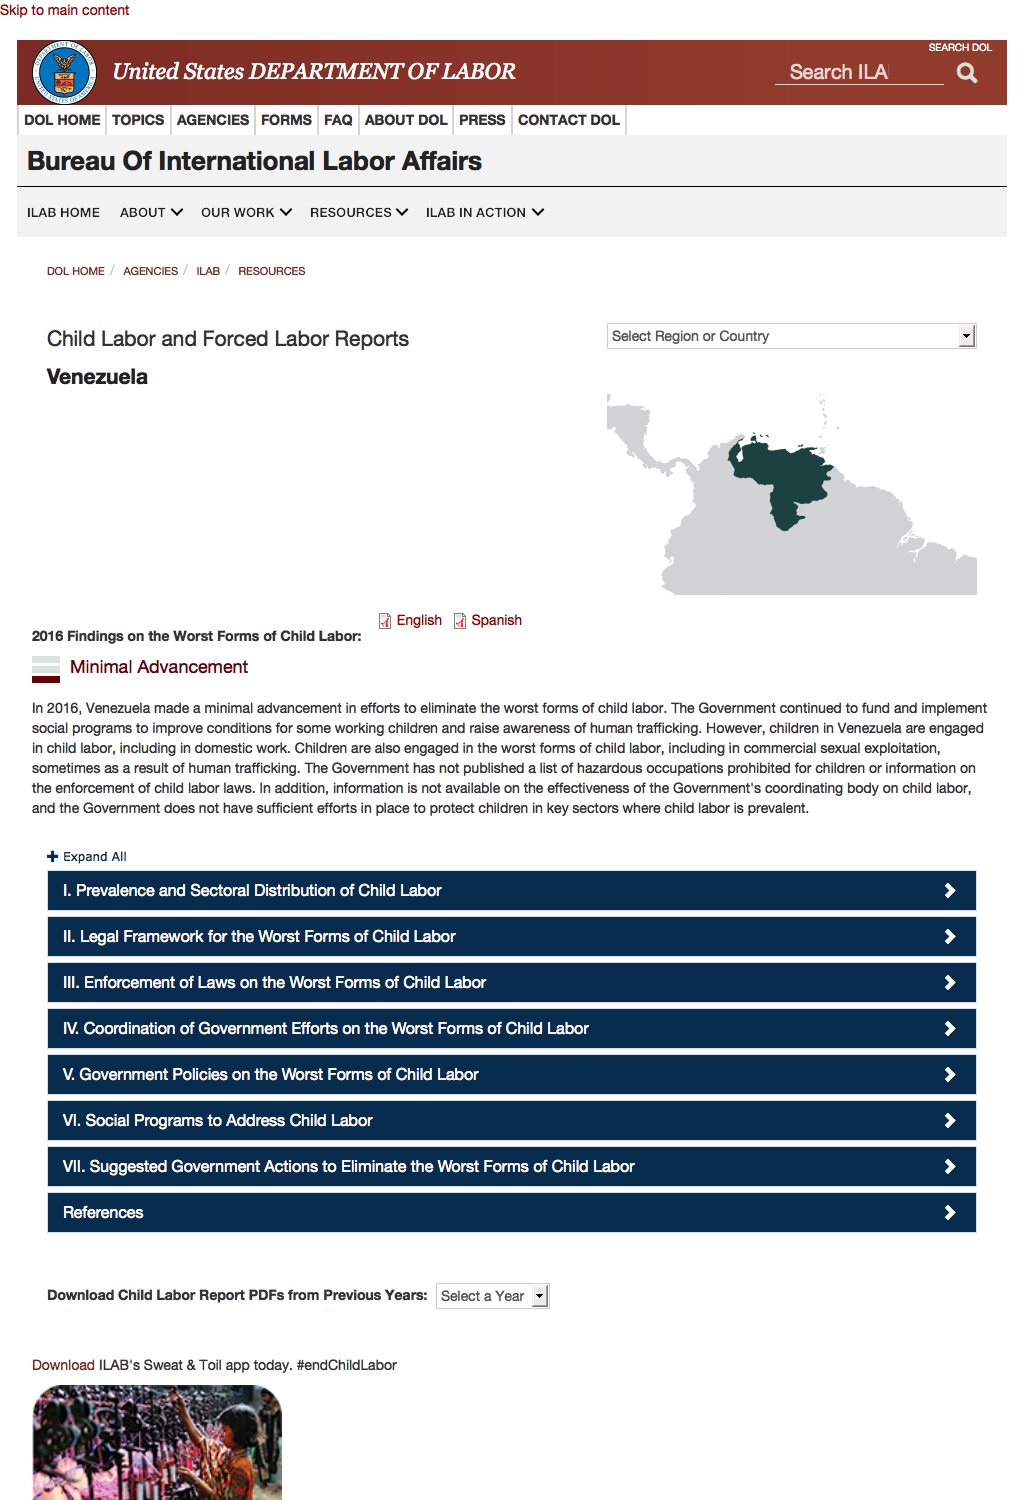 Skip to main content
SEARCH DOL
United States DEPARTMENT OF LABOR
Search ILA
DOL HOME TOPICS AGENCIES FORMS FAQ ABOUT DOL PRESS CONTACT DOL
Bureau Of International Labor Affairs
ILAB HOME ABOUT OUR WORK RESOURCES ILAB IN ACTION
DOL HOME / AGENCIES / ILAB / RESOURCES
Child Labor and Forced Labor Reports
Select Region or Country
Venezuela
English Spanish
2016 Findings on the Worst Forms of Child Labor:
Minimal Advancement
In 2016, Venezuela made a minimal advancement in efforts to eliminate the worst forms of child labor. The Government continued to fund and implement
social programs to improve conditions for some working children and raise awareness of human trafficking. However, children in Venezuela are engaged
in child labor, including in domestic work. Children are also engaged in the worst forms of child labor, including in commercial sexual exploitation,
sometimes as a result of human trafficking. The Government has not published a list of hazardous occupations prohibited for children or information on
the enforcement of child labor laws. In addition, information is not available on the effectiveness of the Government's coordinating body on child labor,
and the Government does not have sufficient efforts in place to protect children in key sectors where child labor is prevalent.
Expand All
I. Prevalence and Sectoral Distribution of Child Labor
II. Legal Framework for the Worst Forms of Child Labor
III. Enforcement of Laws on the Worst Forms of Child Labor
IV. Coordination of Government Efforts on the Worst Forms of Child Labor
V. Government Policies on the Worst Forms of Child Labor
VI. Social Programs to Address Child Labor
VII. Suggested Government Actions to Eliminate the Worst Forms of Child Labor
References
Download Child Labor Report PDFs from Previous Years: Select a Year
Download ILAB's Sweat & Toil app today. #endChildLabor